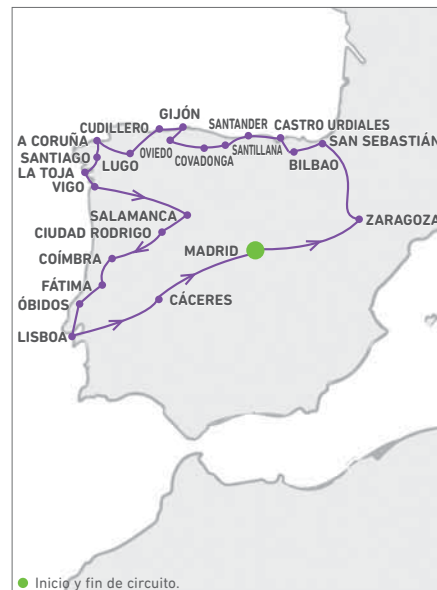 GIJÓN
CUDILLERO
SANTANDER
CASTRO URDIALES
A CORUÑA
OVIEDO
SANTILLANA
SAN SEBASTIÁN
SANTIAGO
LUGO
COVADONGA
BILBAO
LA TOJA
VIGO
SALAMANCA
ZARAGOZA
CIUDAD RODRIGO
MADRID
COÍMBRA
FÁTIMA
CÁCERES
ÓBIDOS
LISBOA
Inicio y fin de circuito.